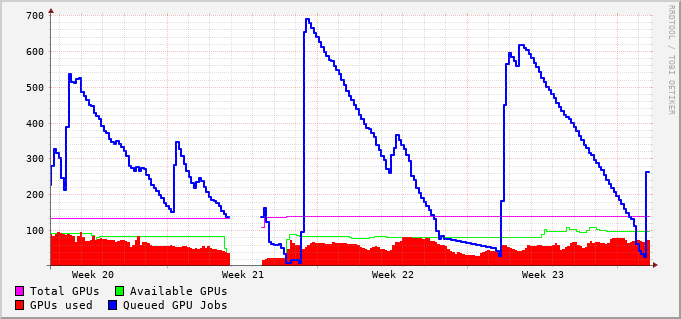 700
600
500
400
300
200
100
Week 20 Week 21 Week 22 Week 23
Total GPUs Available GPUs
GPUs used Queued GPU Jobs
RRDTOOL / TOBI OETIKER